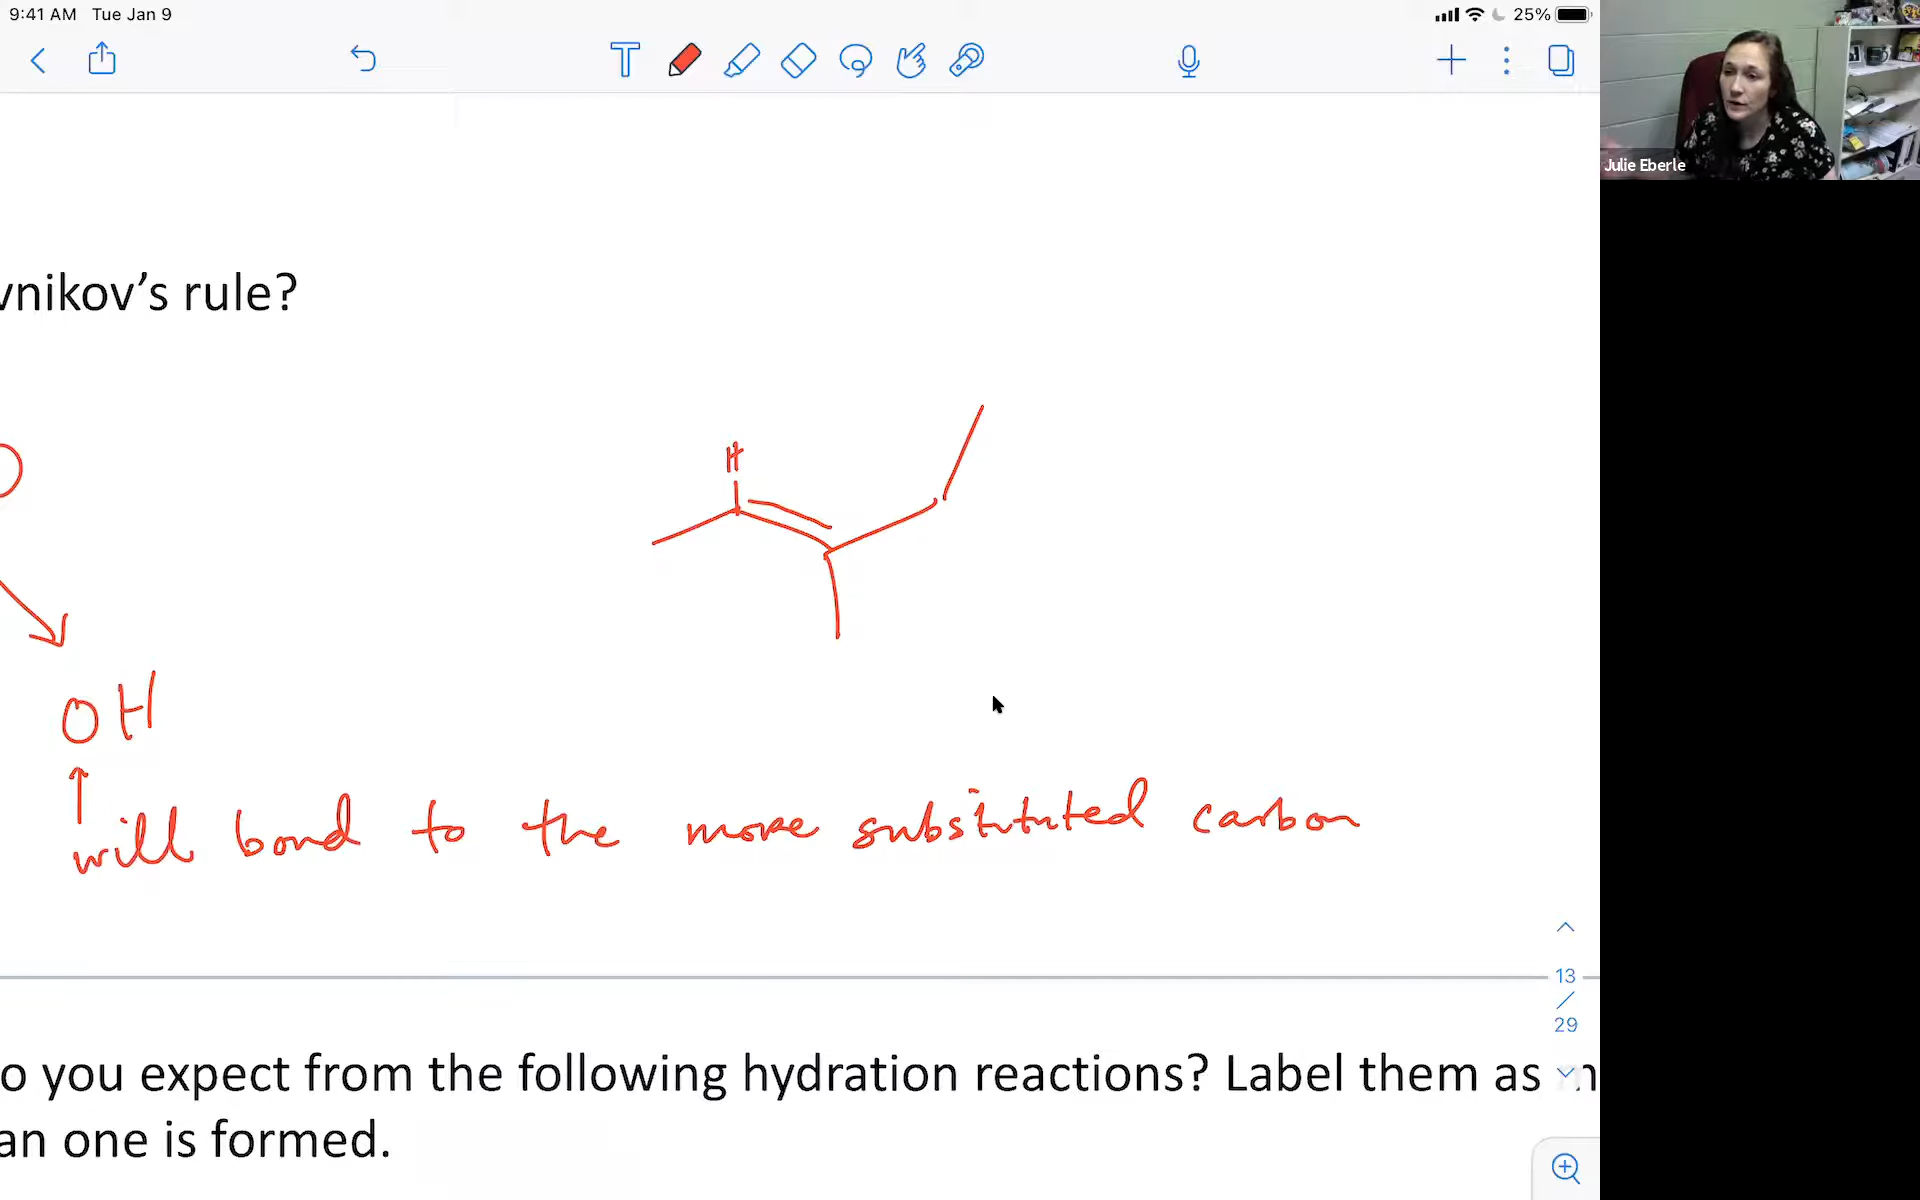 9:41 AM Tue Jan 9
25%
Julie Eberle
vnikov's rule?
H
OH
will bond to the more substituted carbon
13
/
29
o you expect from the following hydration reactions? Label them as
an one is formed.